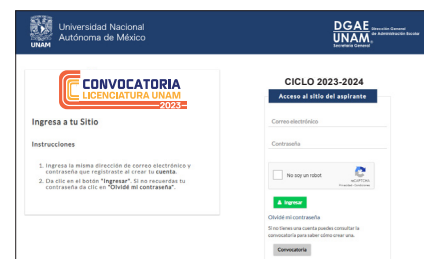 UNAM
Universidad Nacional
Autónoma de México
DGAE Dirección General
de Administración Escolar
UNAM
Secretaría General
CONVOCATORIA
LICENCIATURA UNAM
2023
Ingresa a tu Sitio
Instrucciones
1. Ingresa la misma dirección de correo electrónico y
contraseña que registraste al crear tu cuenta.
2. Da clic en el botón "Ingresar". Si no recuerdas tu
contraseña da clic en "Olvidé mi contraseña".
CICLO 2023-2024
Acceso al sitio del aspirante
Correo electrónico
Contraseña
No soy un robot
reCAPTCHA
Ingresar
Olvidé mi contraseña
Si no tienes una cuenta puedes consultar la
convocatoria para saber cómo crear una.
Convocatoria